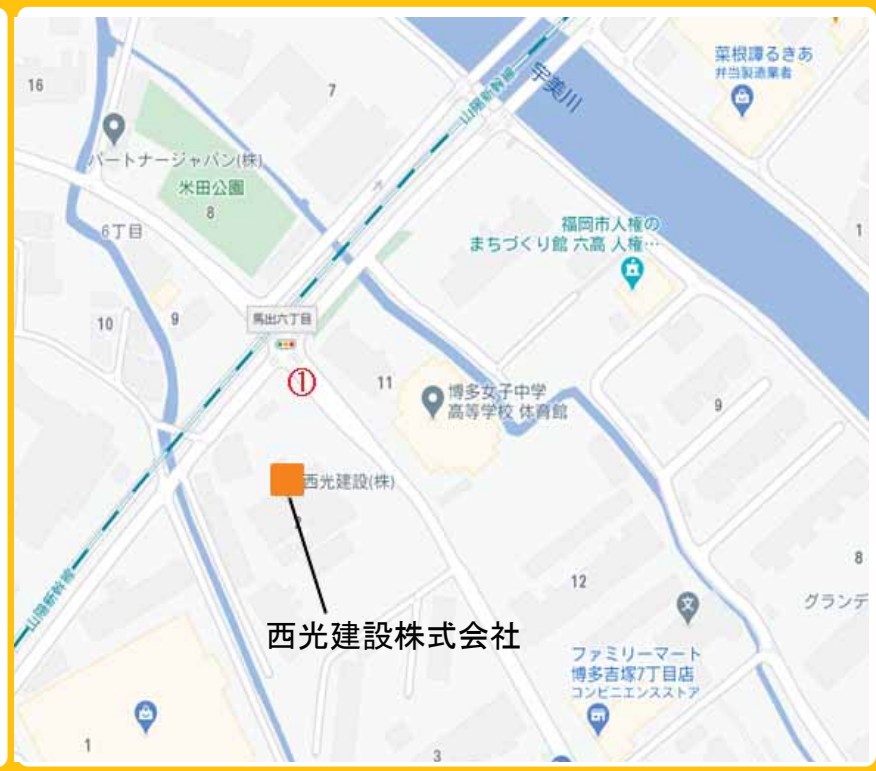 16
7
宇美川
山陽新幹線
菜根譚るきあ
弁当製造業者
パートナージャパン(株)
米田公園
8
6丁目
福岡市人権の
まちづくり館 六高 人権…
1
10
9
馬出六丁目
①
11
博多女子中学
高等学校 体育館
9
西光建設(株)
2
山陽新幹線
8
12
グランデ
西光建設株式会社
ファミリーマート
博多吉塚7丁目店
コンビニエンスストア
1
3